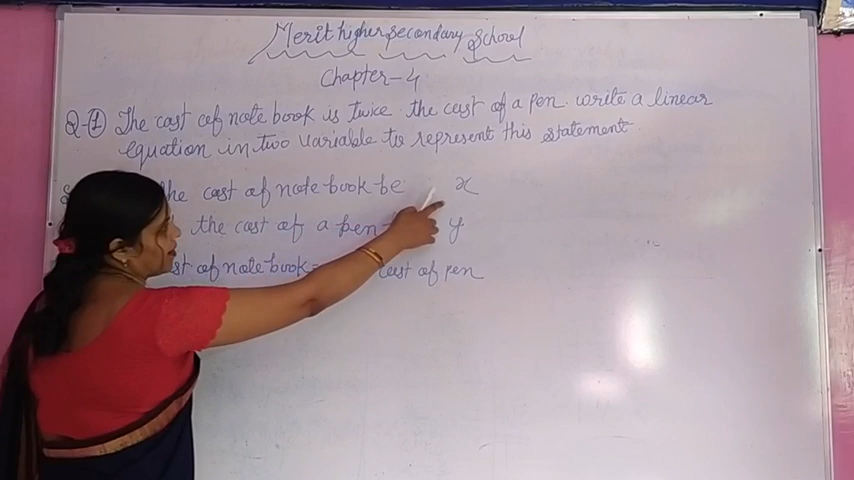 Merit higher secondary School
Chapter-4
Q-1 The cost of note book is twice the cost of a pen. write a linear
equation in two variable to represent this statement
the cost of note book be x
the cost of a pen y
of note book = cost of pen